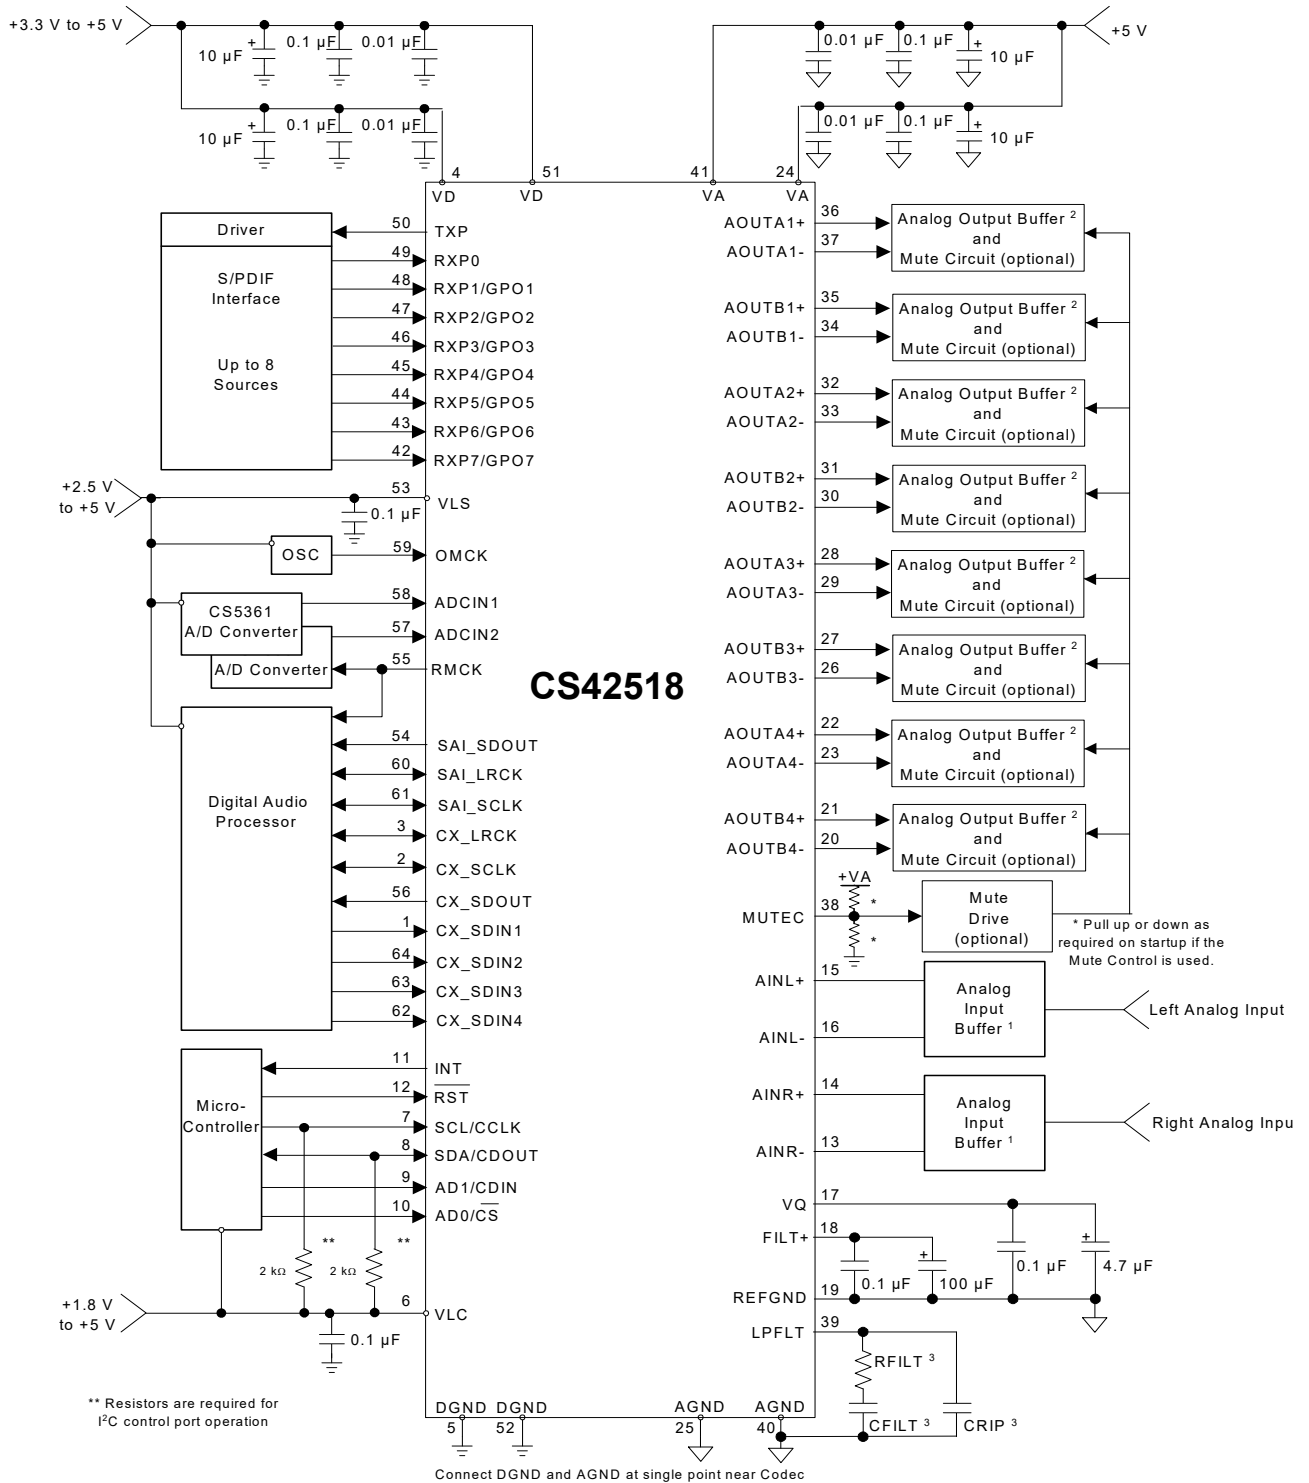 +3.3 V to +5 V
+5 V
10 µF
+
0.1 µF
0.01 µF
0.01 µF
0.1 µF
+
10 µF
10 µF
+
0.1 µF
0.01 µF
0.01 µF
0.1 µF
+
10 µF
4
51
41
24
VD
VD
VA
VA
Driver
S/PDIF
Interface
Up to 8
Sources
50
TXP
49
RXP0
48
RXP1/GPO1
47
RXP2/GPO2
46
RXP3/GPO3
45
RXP4/GPO4
44
RXP5/GPO5
43
RXP6/GPO6
42
RXP7/GPO7
+2.5 V
to +5 V
53
VLS
0.1 µF
OSC
59
OMCK
CS5361
A/D Converter
A/D Converter
58
ADCIN1
57
ADCIN2
55
RMCK
CS42518
Digital Audio
Processor
54
SAI_SDOUT
60
SAI_LRCK
61
SAI_SCLK
3
CX_LRCK
2
CX_SCLK
56
CX_SDOUT
1
CX_SDIN1
64
CX_SDIN2
63
CX_SDIN3
62
CX_SDIN4
Micro-
Controller
11
INT
12
RST
7
SCL/CCLK
8
SDA/CDOUT
9
AD1/CDIN
10
AD0/CS
**
**
2 kΩ
2 kΩ
+1.8 V
to +5 V
6
VLC
0.1 µF
** Resistors are required for
I²C control port operation
AOUTA1+
36
AOUTA1-
37
Analog Output Buffer ²
and
Mute Circuit (optional)
AOUTB1+
35
AOUTB1-
34
Analog Output Buffer ²
and
Mute Circuit (optional)
AOUTA2+
32
AOUTA2-
33
Analog Output Buffer ²
and
Mute Circuit (optional)
AOUTB2+
31
AOUTB2-
30
Analog Output Buffer ²
and
Mute Circuit (optional)
AOUTA3+
28
AOUTA3-
29
Analog Output Buffer ²
and
Mute Circuit (optional)
AOUTB3+
27
AOUTB3-
26
Analog Output Buffer ²
and
Mute Circuit (optional)
AOUTA4+
22
AOUTA4-
23
Analog Output Buffer ²
and
Mute Circuit (optional)
AOUTB4+
21
AOUTB4-
20
Analog Output Buffer ²
and
Mute Circuit (optional)
+VA
*
*
MUTEC
38
Mute
Drive
(optional)
* Pull up or down as
required on startup if the
Mute Control is used.
AINL+
15
AINL-
16
Analog
Input
Buffer ¹
Left Analog Input
AINR+
14
AINR-
13
Analog
Input
Buffer ¹
Right Analog Inpu
VQ
17
FILT+
18
0.1 µF
+
100 µF
0.1 µF
+
4.7 µF
REFGND
19
LPFLT
39
RFILT ³
CFILT ³
CRIP ³
DGND
DGND
AGND
AGND
5
52
25
40
Connect DGND and AGND at single point near Codec